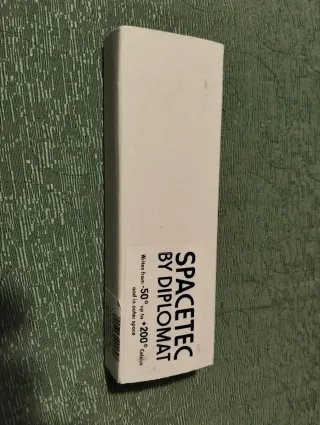 SPACETEC
BY DIPLOMAT
Writes from -50° up to +200° Celsius
and in outer space